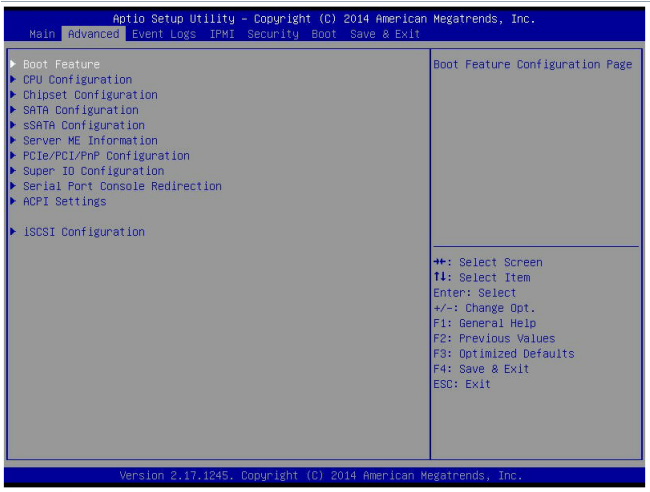 Aptio Setup Utility – Copyright (C) 2014 American Megatrends, Inc.
Main Advanced Event Logs IPMI Security Boot Save & Exit
Boot Feature
CPU Configuration
Chipset Configuration
SATA Configuration
sSATA Configuration
Server ME Information
PCIe/PCI/PnP Configuration
Super IO Configuration
Serial Port Console Redirection
ACPI Settings
iSCSI Configuration
Boot Feature Configuration Page
→←: Select Screen
↑↓: Select Item
Enter: Select
+/-: Change Opt.
F1: General Help
F2: Previous Values
F3: Optimized Defaults
F4: Save & Exit
ESC: Exit
Version 2.17.1245. Copyright (C) 2014 American Megatrends, Inc.